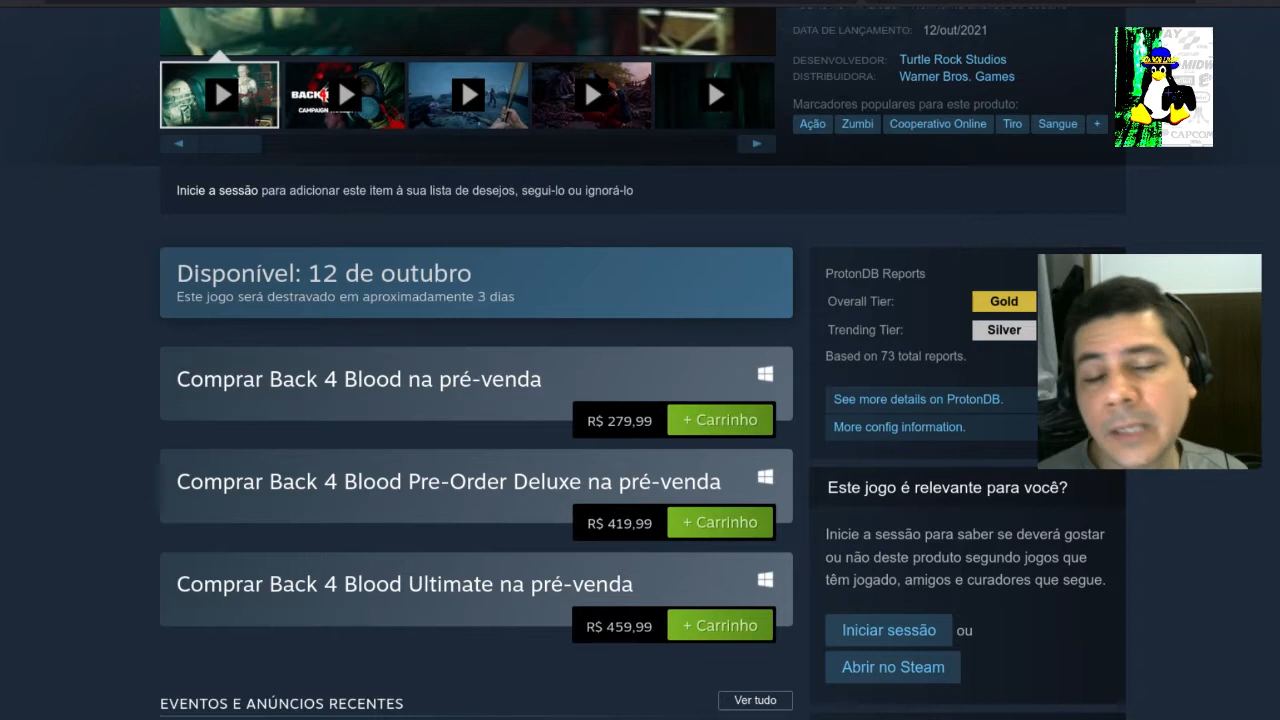 DATA DE LANÇAMENTO: 12/out/2021
DESENVOLVEDOR: Turtle Rock Studios
DISTRIBUIDORA: Warner Bros. Games
Marcadores populares para este produto:
Ação Zumbi Cooperativo Online Tiro Sangue +
BACK
CAMPAIGN
CAPCOM
Inicie a sessão para adicionar este item à sua lista de desejos, segui-lo ou ignorá-lo
Disponível: 12 de outubro
Este jogo será destravado em aproximadamente 3 dias
Comprar Back 4 Blood na pré-venda
R$ 279,99 + Carrinho
Comprar Back 4 Blood Pre-Order Deluxe na pré-venda
R$ 419,99 + Carrinho
Comprar Back 4 Blood Ultimate na pré-venda
R$ 459,99 + Carrinho
EVENTOS E ANÚNCIOS RECENTES Ver tudo
ProtonDB Reports
Overall Tier: Gold
Trending Tier: Silver
Based on 73 total reports.
See more details on ProtonDB.
More config information.
Este jogo é relevante para você?
Inicie a sessão para saber se deverá gostar
ou não deste produto segundo jogos que
têm jogado, amigos e curadores que segue.
Iniciar sessão ou
Abrir no Steam